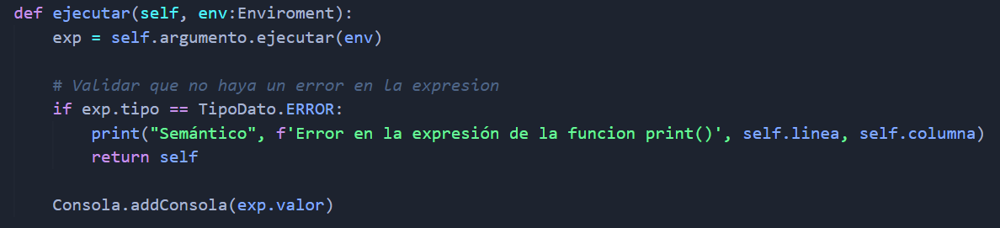 def ejecutar(self, env:Enviroment):
    exp = self.argumento.ejecutar(env)

    # Validar que no haya un error en la expresion
    if exp.tipo == TipoDato.ERROR:
        print("Semántico", f'Error en la expresión de la funcion print()', self.linea, self.columna)
        return self

    Consola.addConsola(exp.valor)